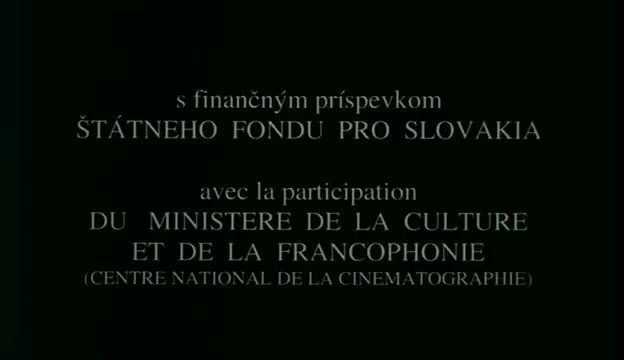 s finančným príspevkom
ŠTÁTNEHO FONDU PRO SLOVAKIA
avec la participation
DU MINISTERE DE LA CULTURE
ET DE LA FRANCOPHONIE
(CENTRE NATIONAL DE LA CINEMATOGRAPHIE)